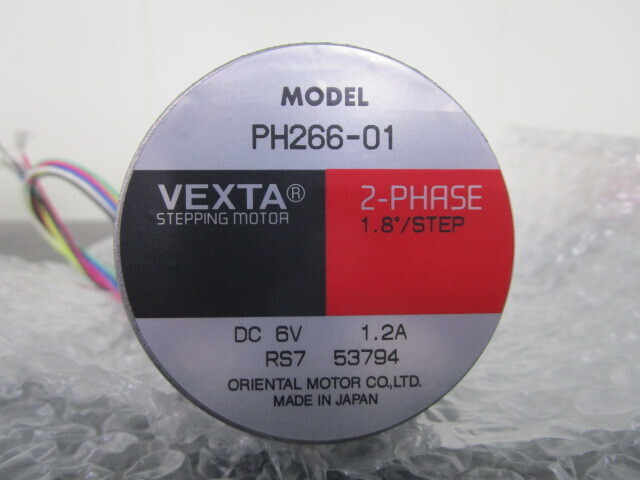 MODEL
PH266-01
VEXTA®
STEPPING MOTOR
2-PHASE
1.8°/STEP
DC 6V 1.2A
RS7 53794
ORIENTAL MOTOR CO.,LTD.
MADE IN JAPAN